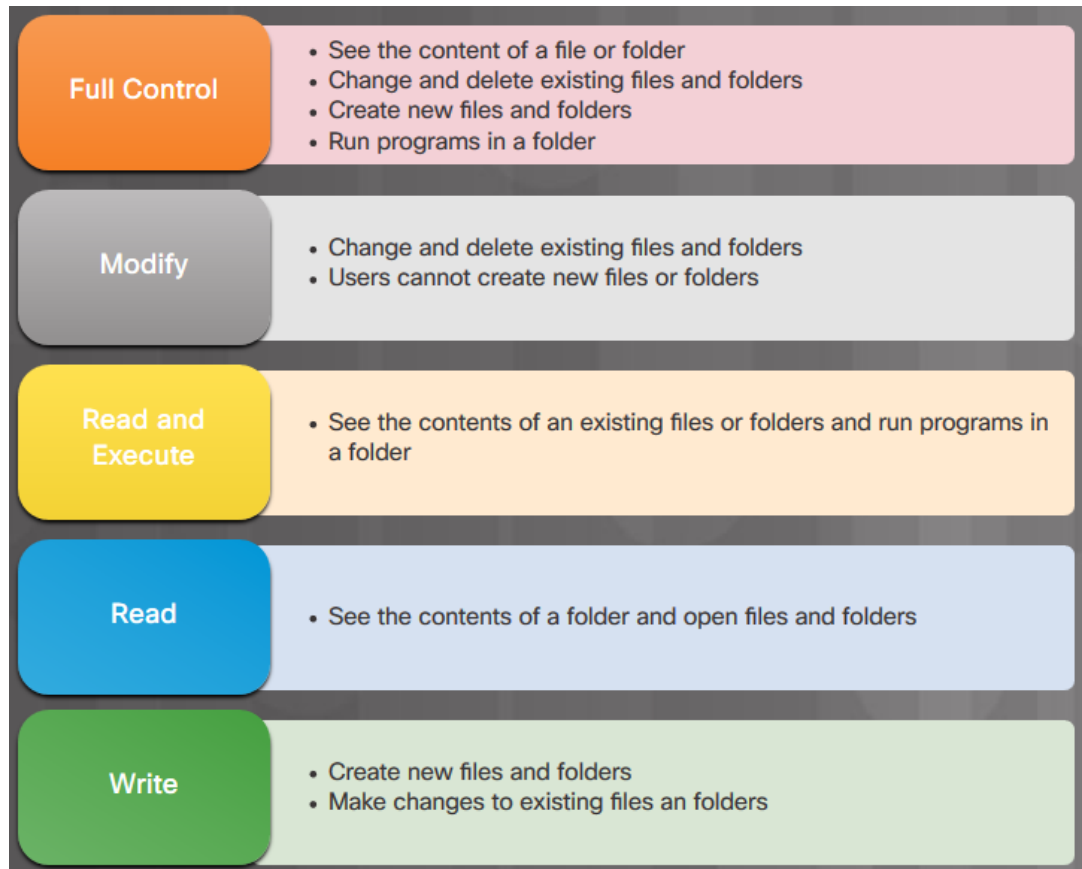 Full Control
• See the content of a file or folder
• Change and delete existing files and folders
• Create new files and folders
• Run programs in a folder
Modify
• Change and delete existing files and folders
• Users cannot create new files or folders
Read and
Execute
• See the contents of an existing files or folders and run programs in
a folder
Read
• See the contents of a folder and open files and folders
Write
• Create new files and folders
• Make changes to existing files an folders